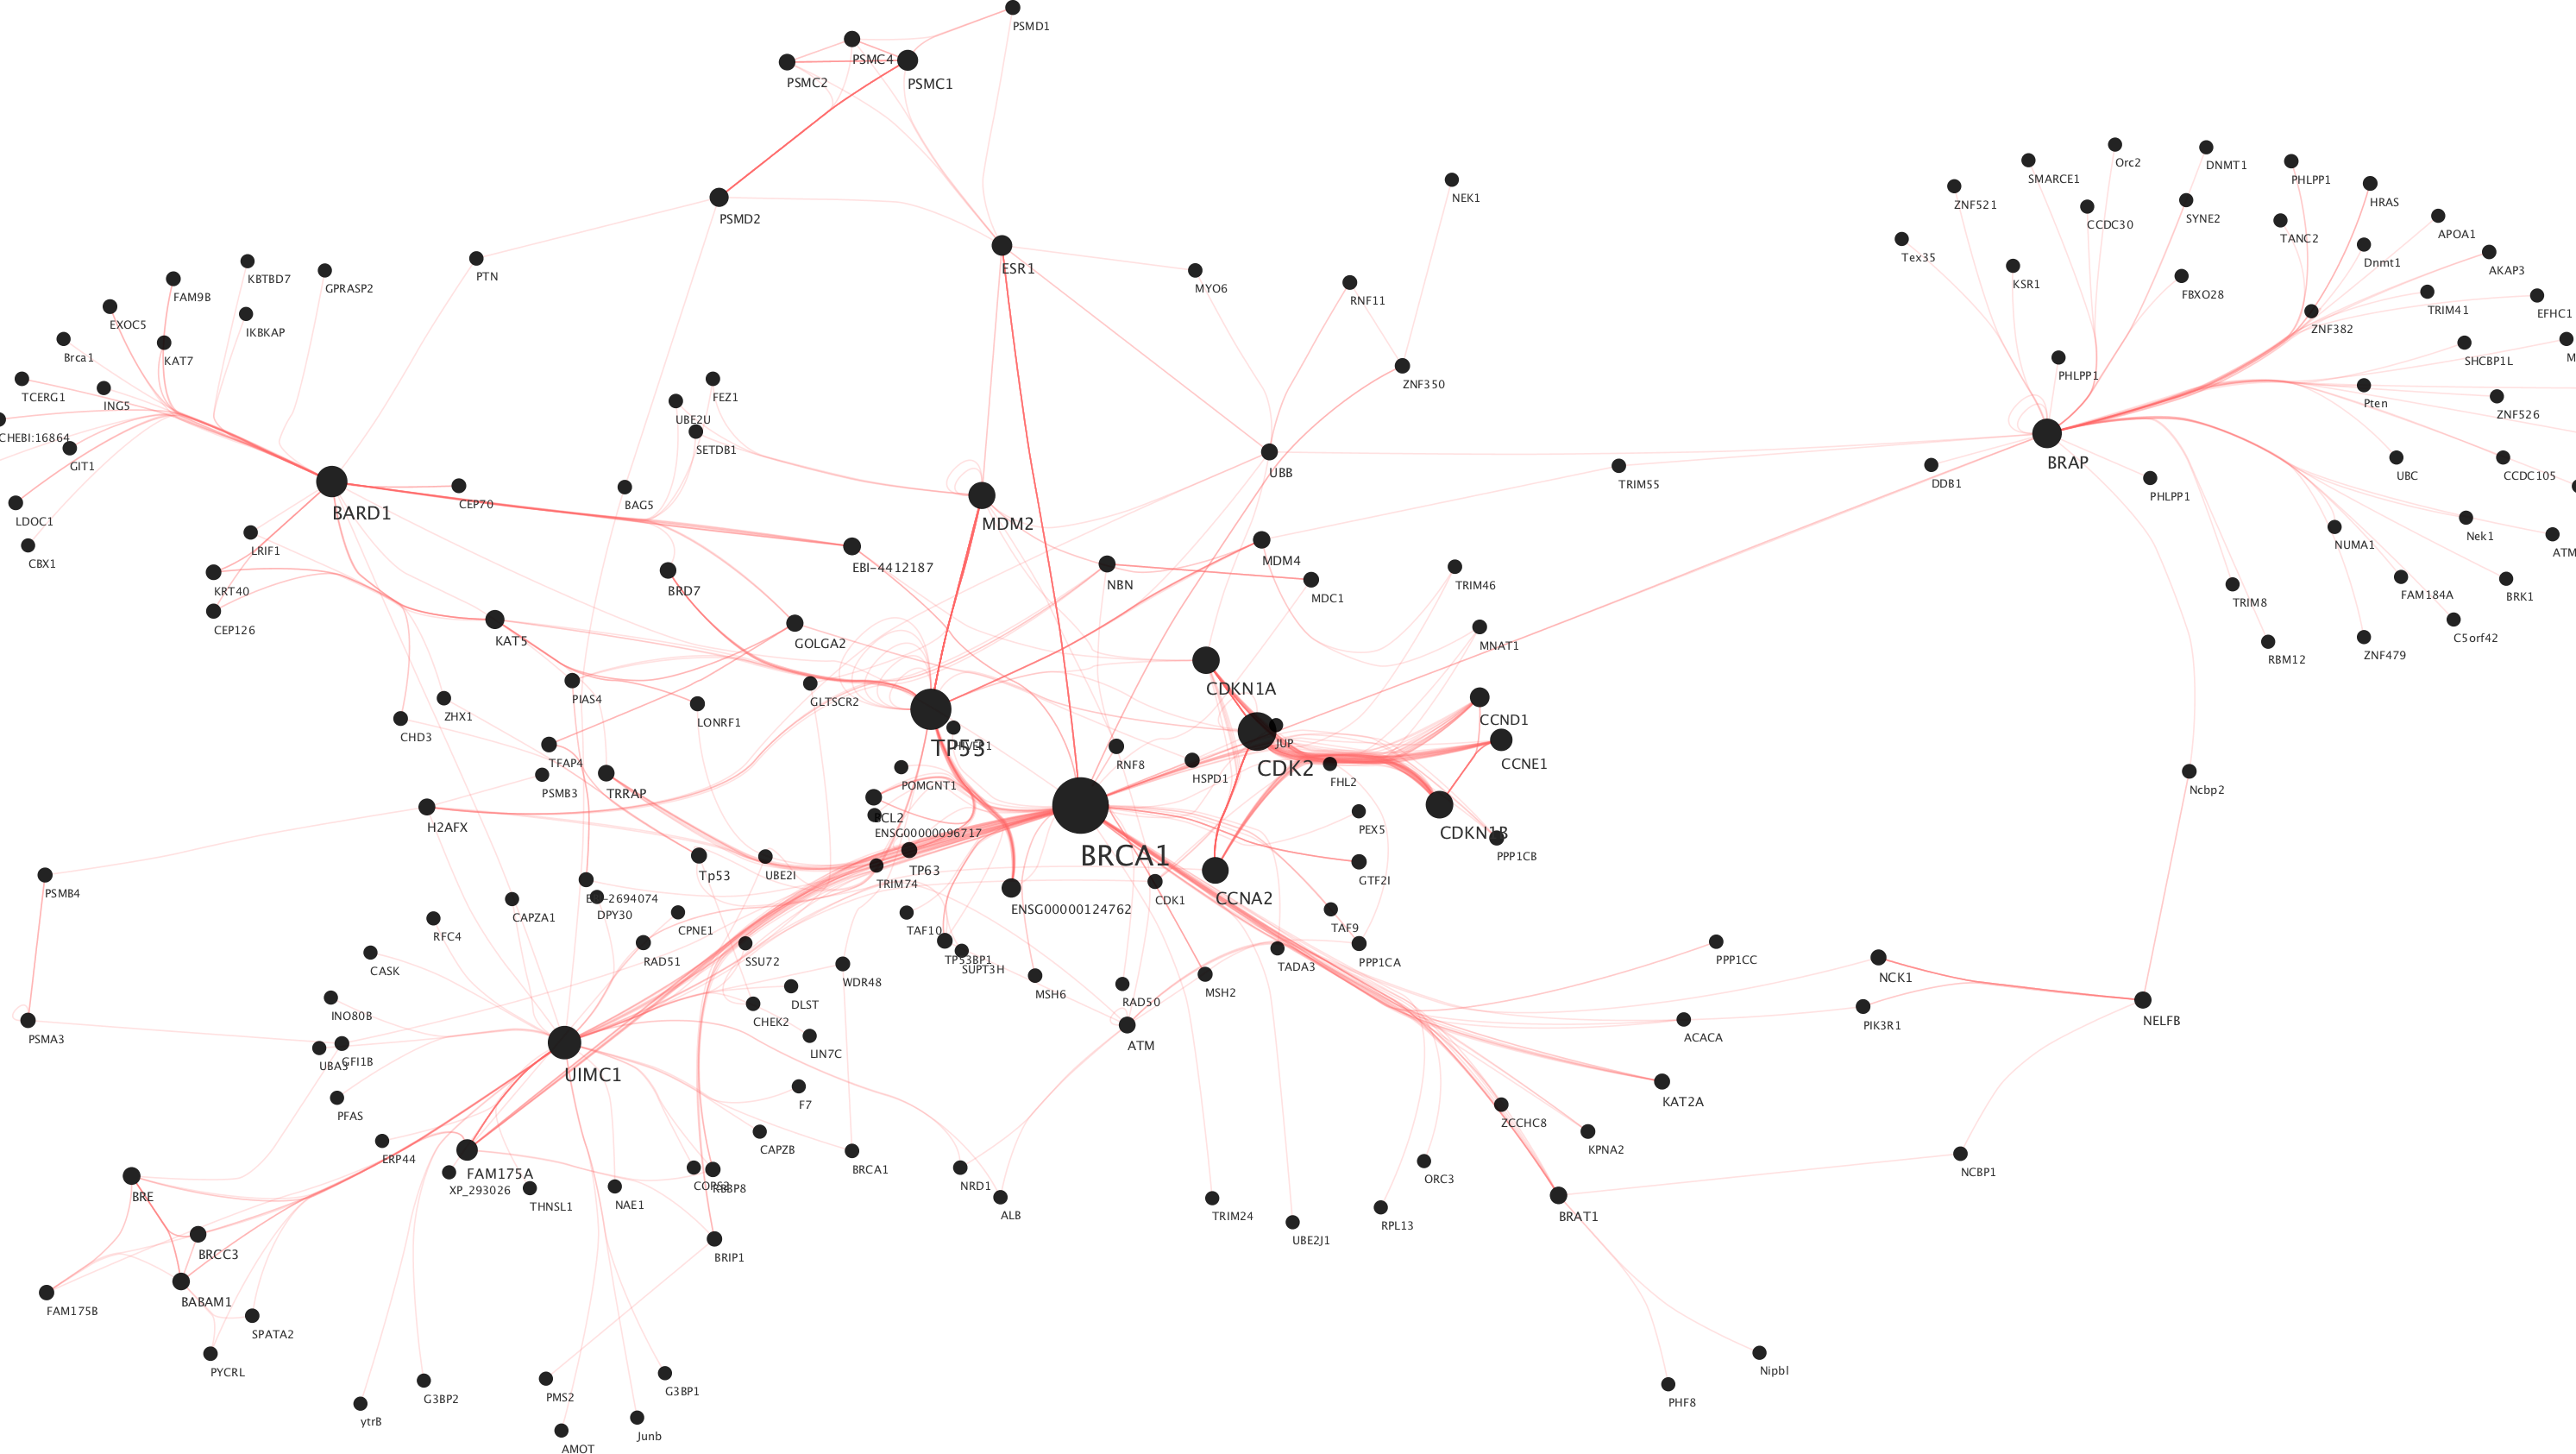 PSMD1
PSMC4
PSMC2
PSMC1
Orc2
DNMT1
SMARCE1
PHLPP1
HRAS
NEK1
ZNF521
PSMD2
CCDC30
SYNE2
TANC2
APOA1
Tex35
ESR1
PTN
KBTBD7
GPRASP2
MYO6
KSR1
FBXO28
Dnmt1
AKAP3
FAM9B
RNF11
TRIM41
EFHC1
EXOC5
IKBKAP
ZNF382
Brca1
KAT7
SHCBP1L
M
PHLPP1
ZNF350
TCERG1
ING5
FEZ1
Pten
ZNF526
UBE2U
CHEBI:16864
SETDB1
GIT1
UBB
BRAP
UBC
CCDC105
TRIM55
DDB1
PHLPP1
CEP70
BAG5
BARD1
LDOC1
MDM2
Nek1
NUMA1
LRIF1
ATM
CBX1
EBI-4412187
MDM4
KRT40
BRD7
NBN
TRIM46
MDC1
FAM184A
BRK1
TRIM8
CEP126
C5orf42
KAT5
GOLGA2
MNAT1
ZNF479
RBM12
CDKN1A
PIAS4
GLTSCR2
ZHX1
LONRF1
CCND1
CHD3
TP53
JUP
TFAP4
RNF8
CDK2
CCNE1
HSPD1
FHL2
POMGNT1
PSMB3
TRRAP
Ncbp2
BCL2
H2AFX
ENSG00000096717
PEX5
CDKN1B
BRCA1
PPP1CB
TP63
Tp53
UBE2I
TRIM74
GTF2I
PSMB4
EBI-2694074
CDK1
CCNA2
ENSG00000124762
DPY30
CAPZA1
CPNE1
TAF10
TAF9
RFC4
RAD51
SSU72
TP53BP1
SUPT3H
PPP1CA
TADA3
PPP1CC
CASK
WDR48
NCK1
MSH6
RAD50
MSH2
DLST
INO80B
CHEK2
PIK3R1
NELFB
PSMA3
ACACA
ATM
LIN7C
UBA3
GFI1B
UIMC1
KAT2A
F7
PFAS
ZCCHC8
CAPZB
KPNA2
ERP44
BRCA1
FAM175A
NCBP1
ORC3
COPS2
RBBP8
NRD1
XP_293026
BRE
THNSL1
NAE1
ALB
TRIM24
BRAT1
RPL13
UBE2J1
BRCC3
BRIP1
BABAM1
FAM175B
SPATA2
PYCRL
Nipbl
G3BP1
PMS2
G3BP2
PHF8
ytrB
Junb
AMOT